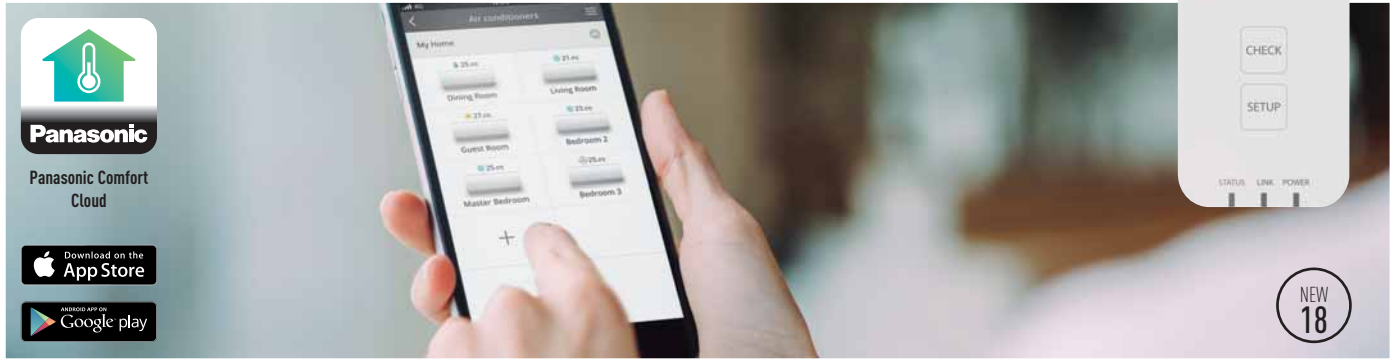 Panasonic
Panasonic Comfort
Cloud
Download on the
App Store
ANDROID APP ON
Google play
4G
Air conditioners
My Home
Dining Room
Living Room
Guest Room
Bedroom 2
Master Bedroom
Bedroom 3
+
CHECK
SETUP
STATUS LINK POWER
NEW
18